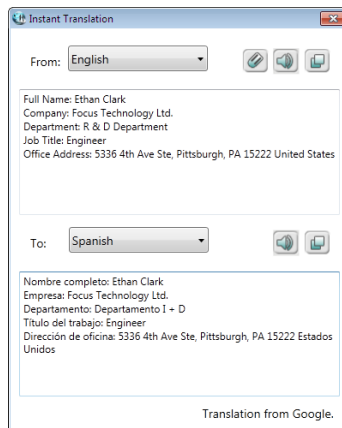 Instant Translation
From: English
Full Name: Ethan Clark
Company: Focus Technology Ltd.
Department: R & D Department
Job Title: Engineer
Office Address: 5336 4th Ave Ste, Pittsburgh, PA 15222 United States
To: Spanish
Nombre completo: Ethan Clark
Empresa: Focus Technology Ltd.
Departamento: Departamento I + D
Título del trabajo: Engineer
Dirección de oficina: 5336 4th Ave Ste, Pittsburgh, PA 15222 Estados
Unidos
Translation from Google.